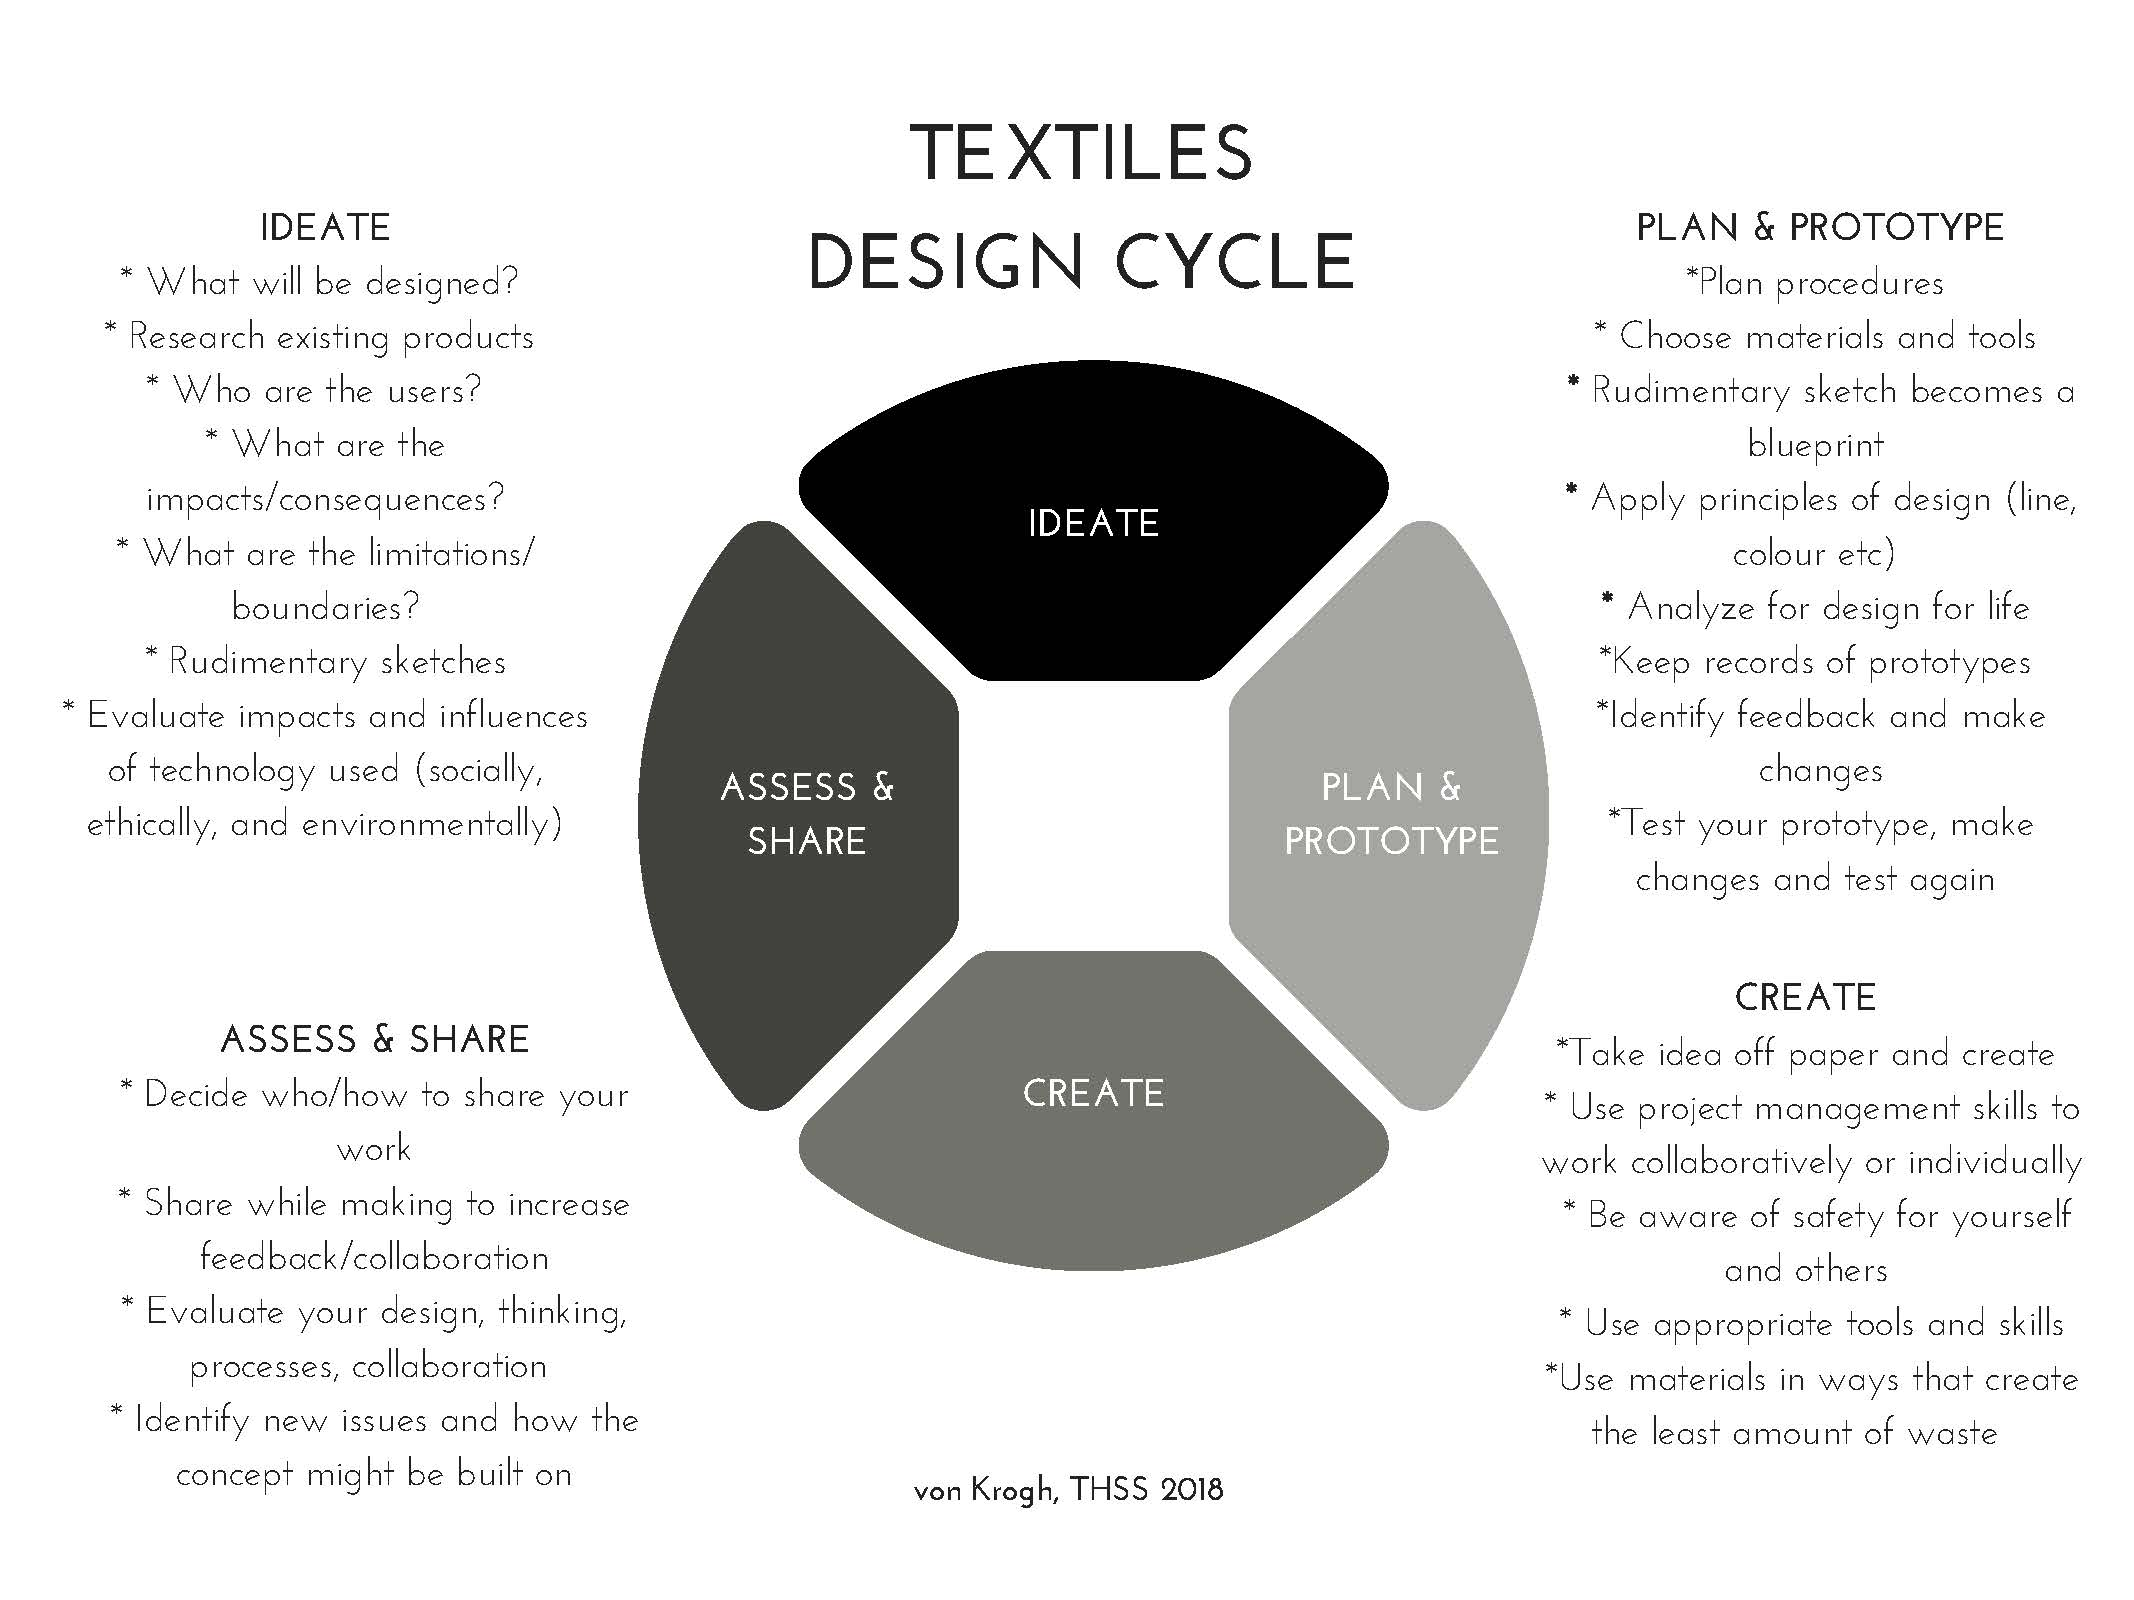 TEXTILES
DESIGN CYCLE
IDEATE
* What will be designed?
* Research existing products
* Who are the users?
* What are the
impacts/consequences?
* What are the limitations/
boundaries?
* Rudimentary sketches
* Evaluate impacts and influences
of technology used (socially,
ethically, and environmentally)
PLAN & PROTOTYPE
*Plan procedures
* Choose materials and tools
* Rudimentary sketch becomes a
blueprint
* Apply principles of design (line,
colour etc)
* Analyze for design for life
*Keep records of prototypes
*Identify feedback and make
changes
*Test your prototype, make
changes and test again
IDEATE
ASSESS &
SHARE
PLAN &
PROTOTYPE
CREATE
ASSESS & SHARE
* Decide who/how to share your
work
* Share while making to increase
feedback/collaboration
* Evaluate your design, thinking,
processes, collaboration
* Identify new issues and how the
concept might be built on
CREATE
*Take idea off paper and create
* Use project management skills to
work collaboratively or individually
* Be aware of safety for yourself
and others
* Use appropriate tools and skills
*Use materials in ways that create
the least amount of waste
von Krogh, THSS 2018